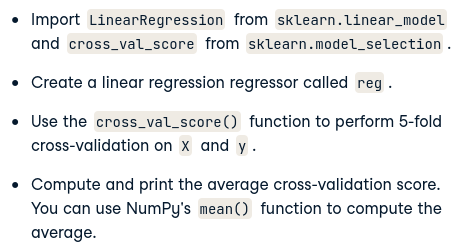 • Import LinearRegression from sklearn.linear_model
and cross_val_score from sklearn.model_selection.
• Create a linear regression regressor called reg.
• Use the cross_val_score() function to perform 5-fold
cross-validation on X and y.
• Compute and print the average cross-validation score.
You can use NumPy's mean() function to compute the
average.